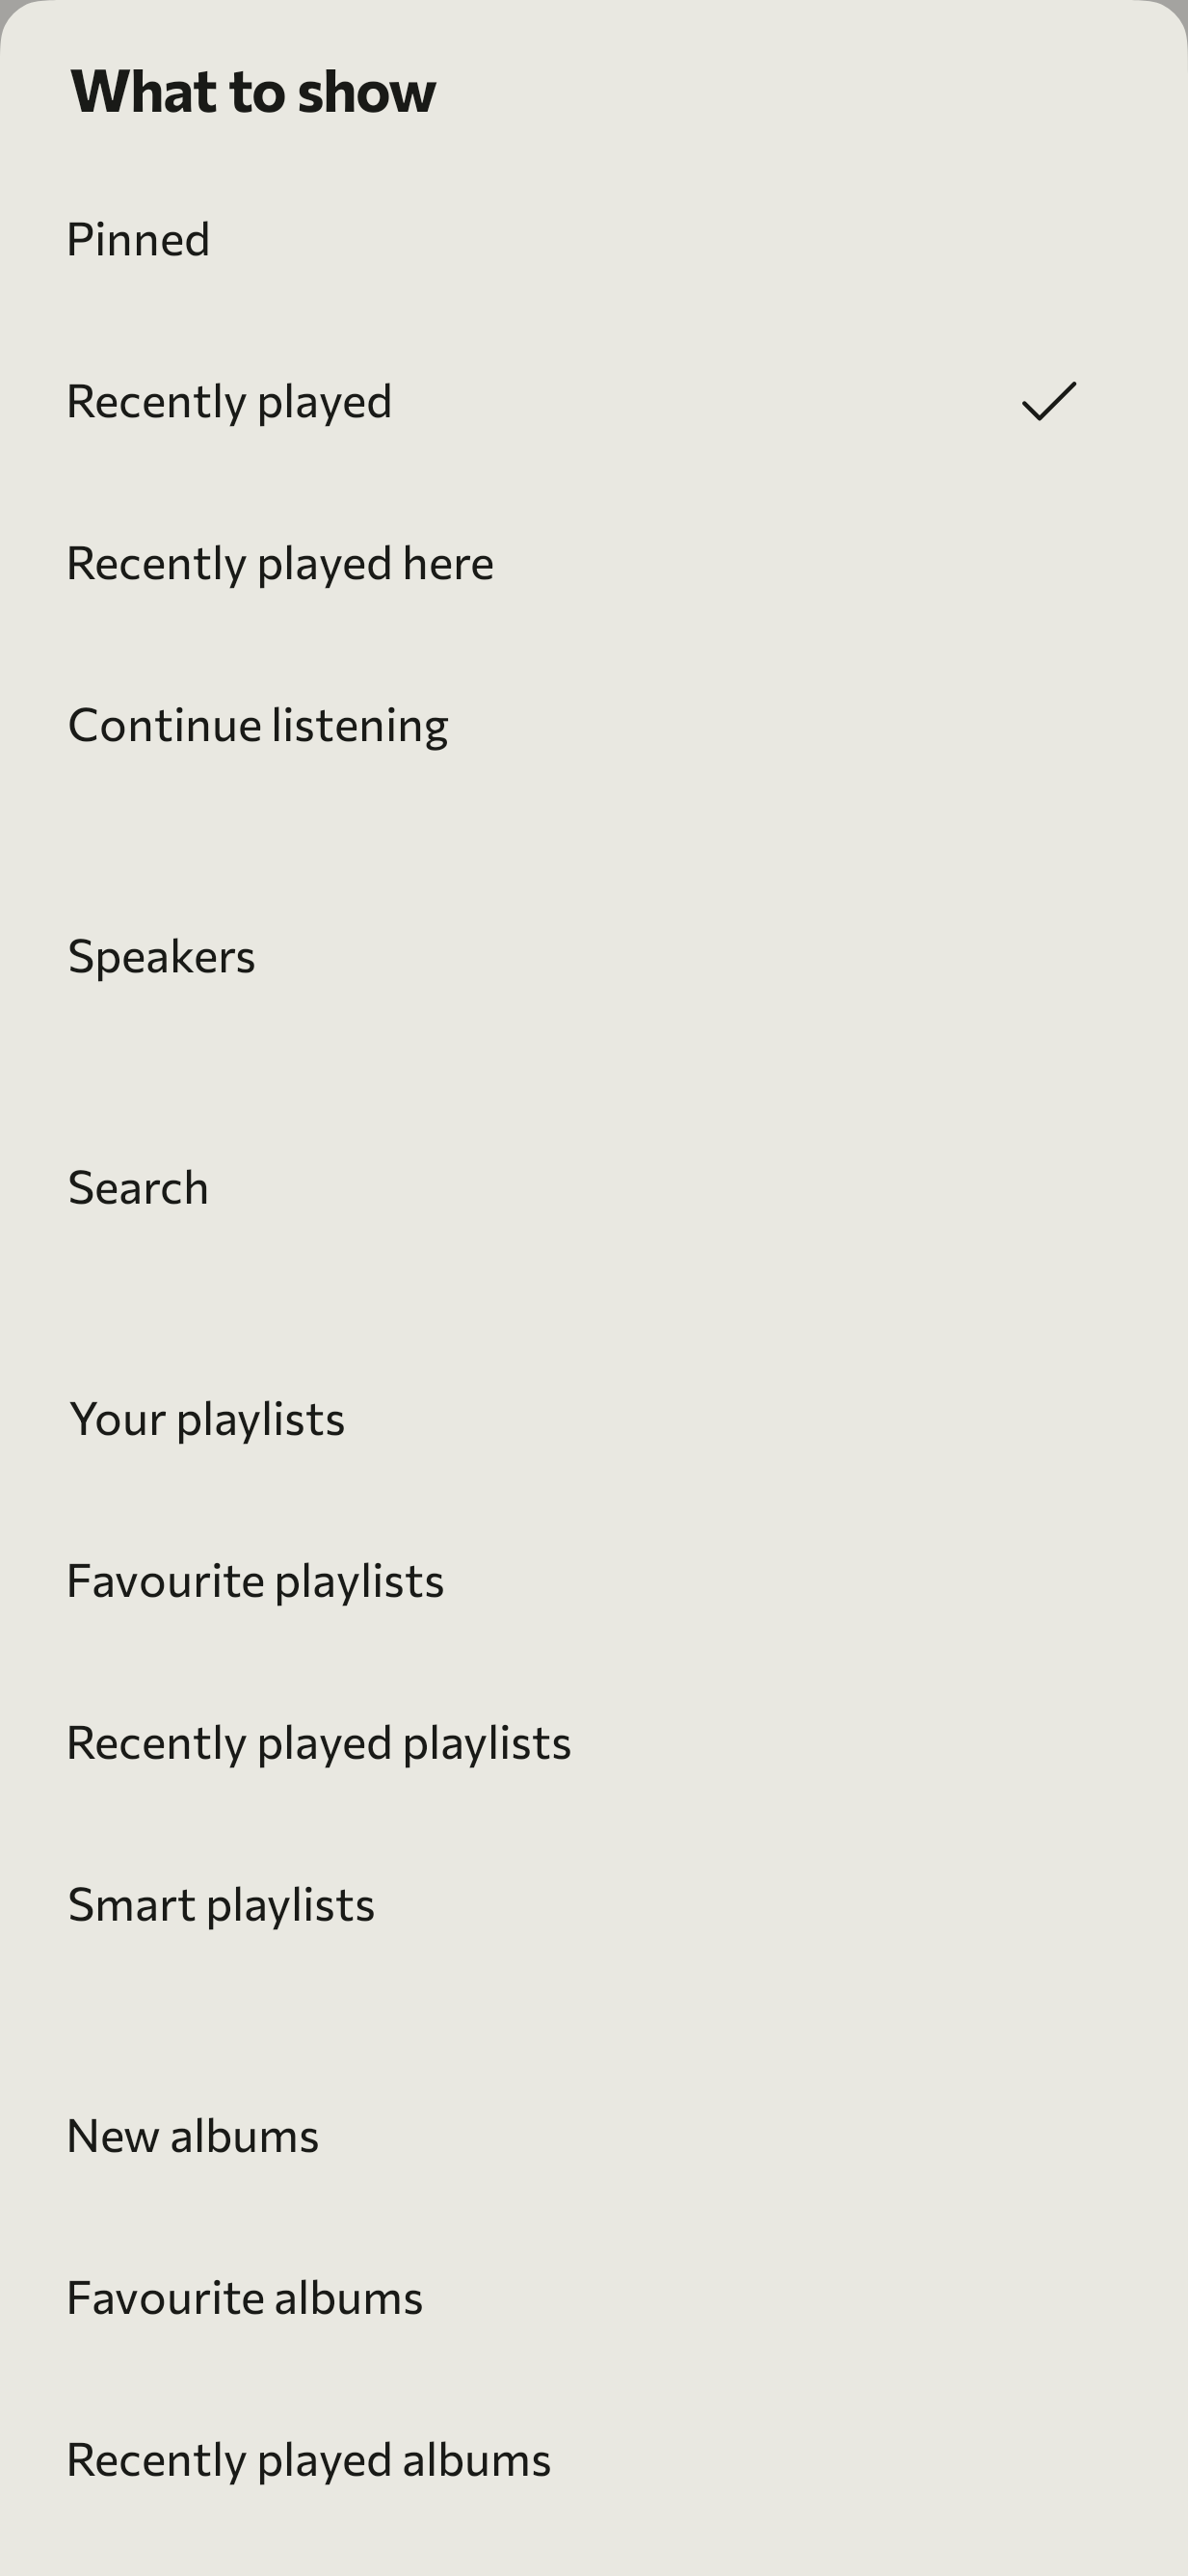 What to show
Pinned
Recently played
Recently played here
Continue listening
Speakers
Search
Your playlists
Favourite playlists
Recently played playlists
Smart playlists
New albums
Favourite albums
Recently played albums